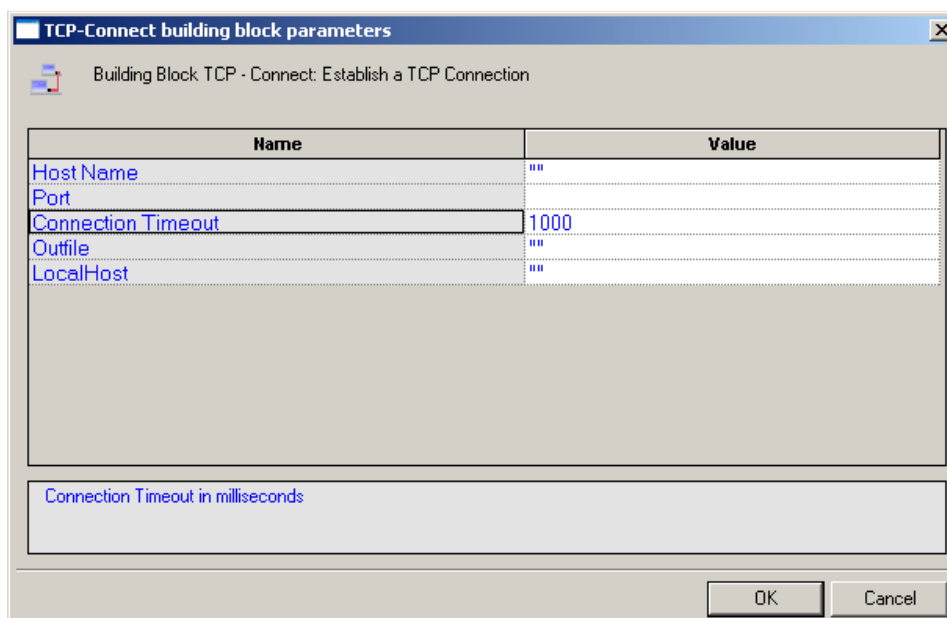 TCP-Connect building block parameters
Building Block TCP - Connect: Establish a TCP Connection
Name Value
Host Name ""
Port
Connection Timeout 1000
Outfile ""
LocalHost ""
Connection Timeout in milliseconds
OK Cancel